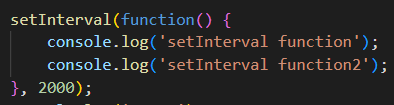 setInterval(function() {
    console.log('setInterval function');
    console.log('setInterval function2');
}, 2000);